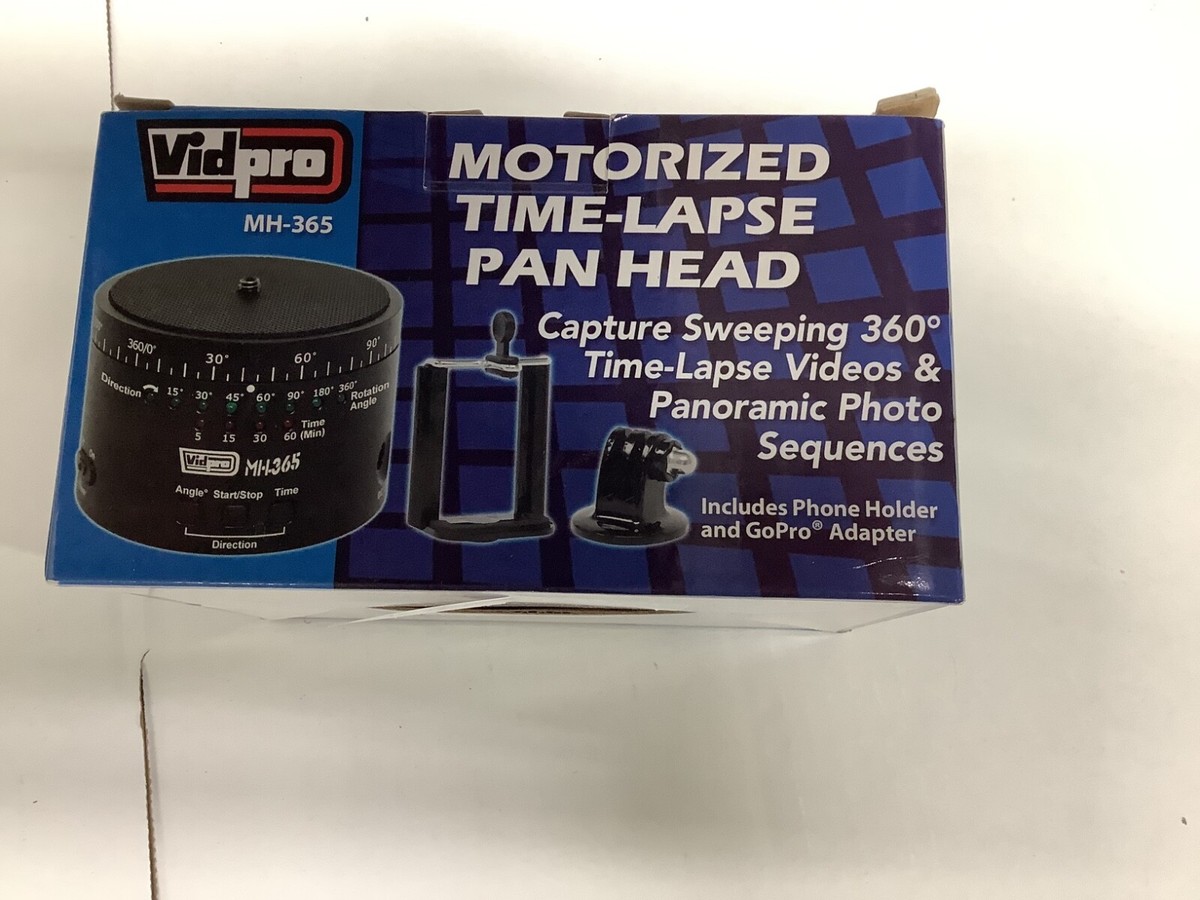 Vidpro
MH-365
MOTORIZED
TIME-LAPSE
PAN HEAD
Capture Sweeping 360°
Time-Lapse Videos &
Panoramic Photo
Sequences
Includes Phone Holder
and GoPro® Adapter
360/0° 30° 60° 90°
Direction 15° 30° 45° 60° 90° 180° 360° Rotation
Angle
5 15 30 60 Time
(Min)
Vidpro MH-365
Angle° Start/Stop Time
Direction